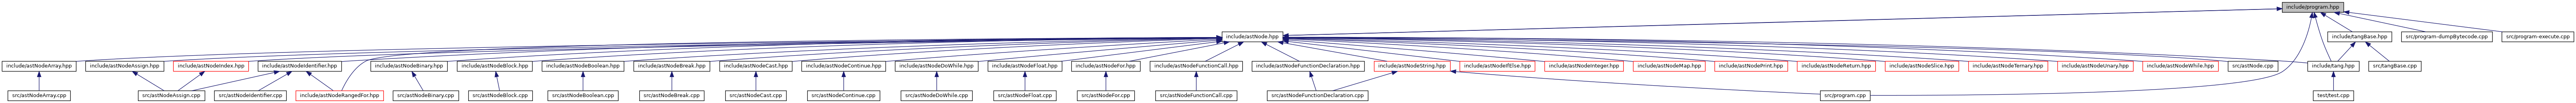 include/program.hpp
include/astNode.hpp
include/tangBase.hpp
src/program-dumpBytecode.cpp
src/program-execute.cpp
include/astNodeArray.hpp
include/astNodeAssign.hpp
include/astNodeIndex.hpp
include/astNodeIdentifier.hpp
include/astNodeBinary.hpp
include/astNodeBlock.hpp
include/astNodeBoolean.hpp
include/astNodeBreak.hpp
include/astNodeCast.hpp
include/astNodeContinue.hpp
include/astNodeDoWhile.hpp
include/astNodeFloat.hpp
include/astNodeFor.hpp
include/astNodeFunctionCall.hpp
include/astNodeFunctionDeclaration.hpp
include/astNodeString.hpp
include/astNodeIfElse.hpp
include/astNodeInteger.hpp
include/astNodeMap.hpp
include/astNodePrint.hpp
include/astNodeReturn.hpp
include/astNodeSlice.hpp
include/astNodeTernary.hpp
include/astNodeUnary.hpp
include/astNodeWhile.hpp
src/astNode.cpp
include/tang.hpp
src/tangBase.cpp
src/astNodeArray.cpp
src/astNodeAssign.cpp
src/astNodeIdentifier.cpp
include/astNodeRangedFor.hpp
src/astNodeBinary.cpp
src/astNodeBlock.cpp
src/astNodeBoolean.cpp
src/astNodeBreak.cpp
src/astNodeCast.cpp
src/astNodeContinue.cpp
src/astNodeDoWhile.cpp
src/astNodeFloat.cpp
src/astNodeFor.cpp
src/astNodeFunctionCall.cpp
src/astNodeFunctionDeclaration.cpp
src/program.cpp
test/test.cpp